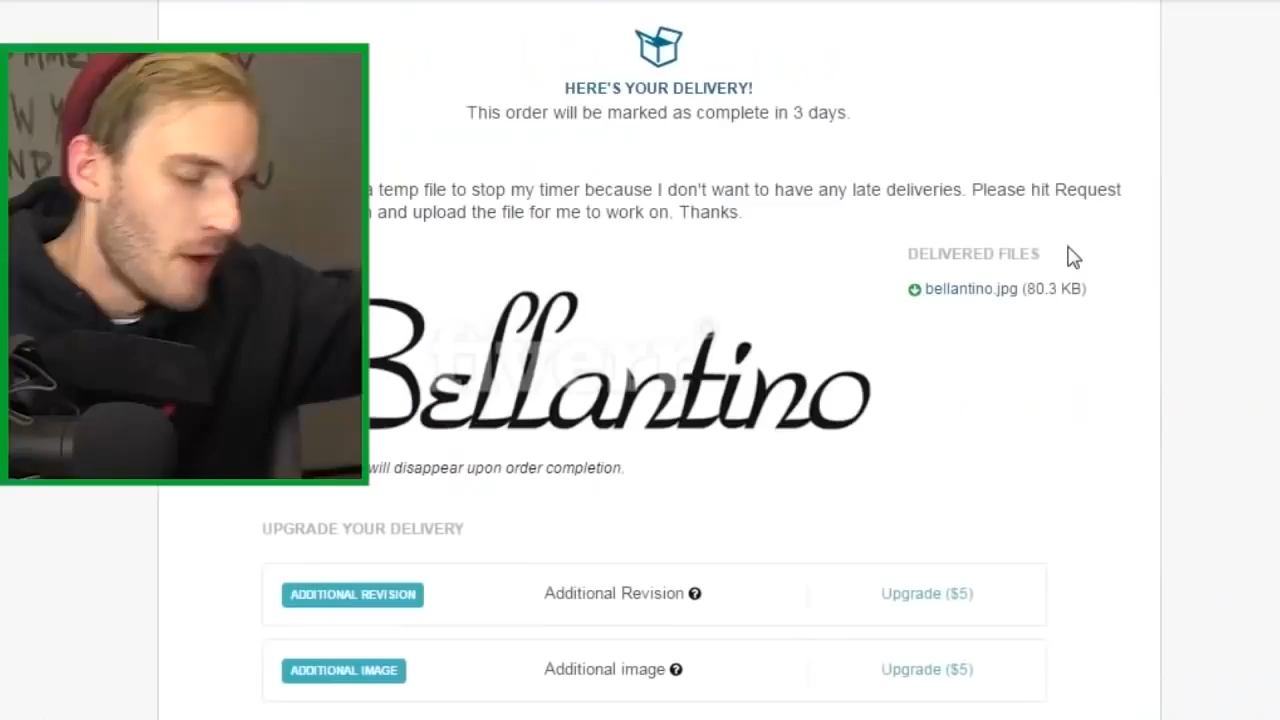 HERE'S YOUR DELIVERY!
This order will be marked as complete in 3 days.
a temp file to stop my timer because I don't want to have any late deliveries. Please hit Request
and upload the file for me to work on. Thanks.
DELIVERED FILES
bellantino.jpg (80.3 KB)
Bellantino
fiverr
will disappear upon order completion.
UPGRADE YOUR DELIVERY
ADDITIONAL REVISION Additional Revision Upgrade ($5)
ADDITIONAL IMAGE Additional image Upgrade ($5)